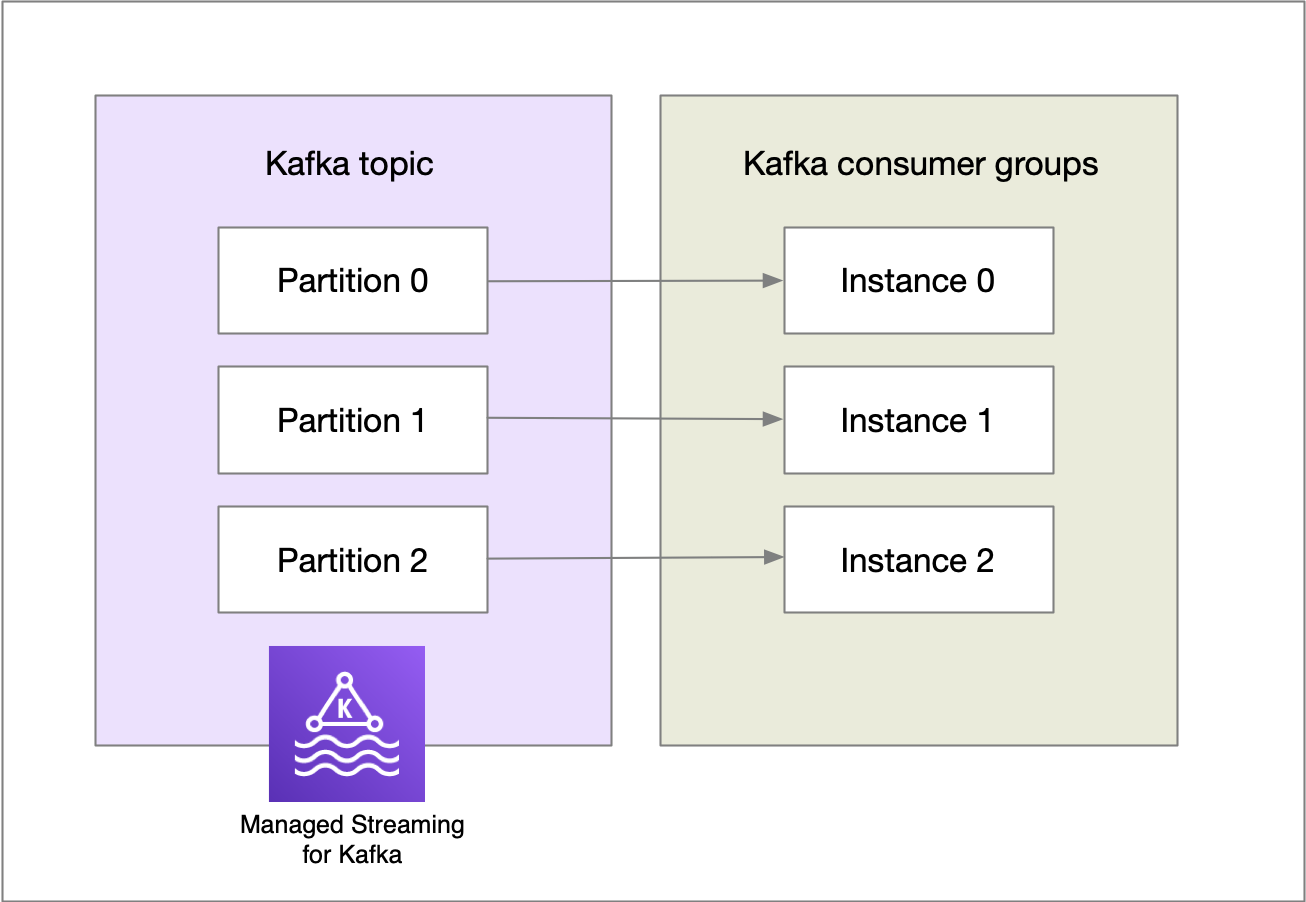 Kafka topic
Kafka consumer groups
Partition 0
Instance 0
Partition 1
Instance 1
Partition 2
Instance 2
K
Managed Streaming
for Kafka